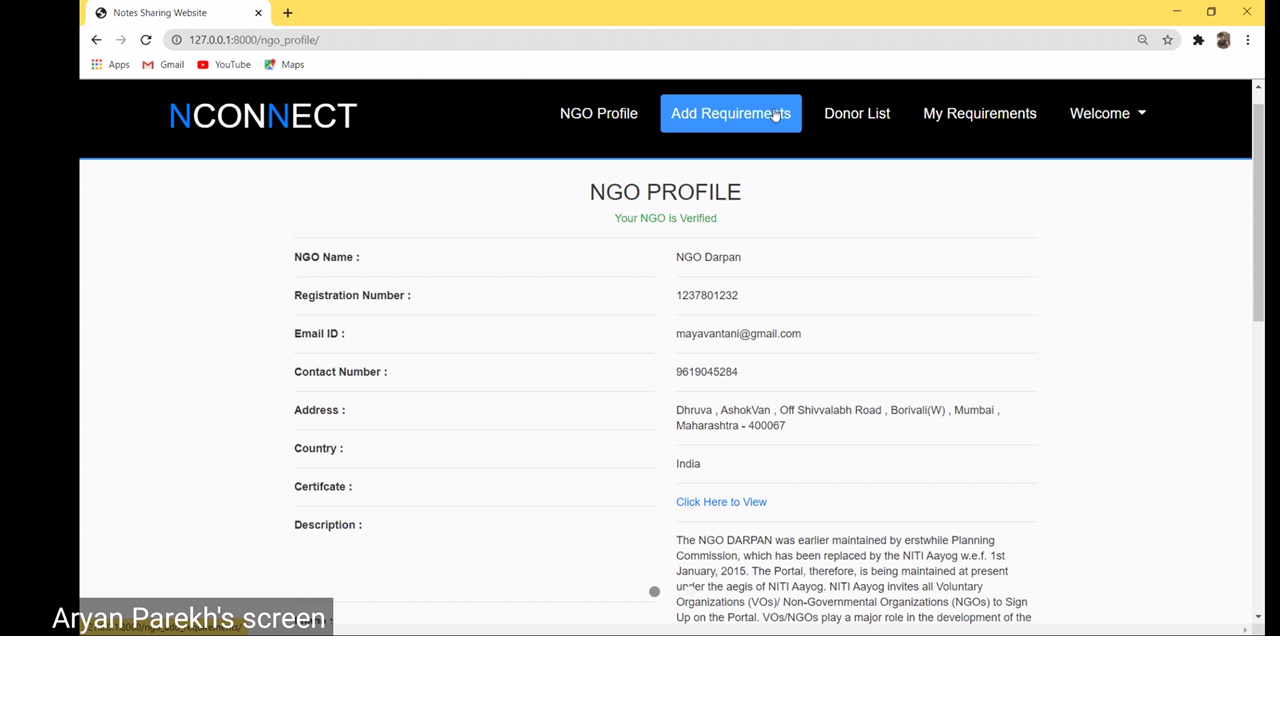 Notes Sharing Website
127.0.0.1:8000/ngo_profile/
Apps Gmail YouTube Maps
NCONNECT NGO Profile Add Requirements Donor List My Requirements Welcome
NGO PROFILE
Your NGO is Verified
NGO Name : NGO Darpan
Registration Number : 1237801232
Email ID : mayavantani@gmail.com
Contact Number : 9619045284
Address : Dhruva , AshokVan , Off Shivvalabh Road , Borivali(W) , Mumbai ,
Maharashtra - 400067
Country : India
Certifcate : Click Here to View
Description : The NGO DARPAN was earlier maintained by erstwhile Planning
Commission, which has been replaced by the NITI Aayog w.e.f. 1st
January, 2015. The Portal, therefore, is being maintained at present
under the aegis of NITI Aayog. NITI Aayog invites all Voluntary
Organizations (VOs)/ Non-Governmental Organizations (NGOs) to Sign
Up on the Portal. VOs/NGOs play a major role in the development of the
Aryan Parekh's screen